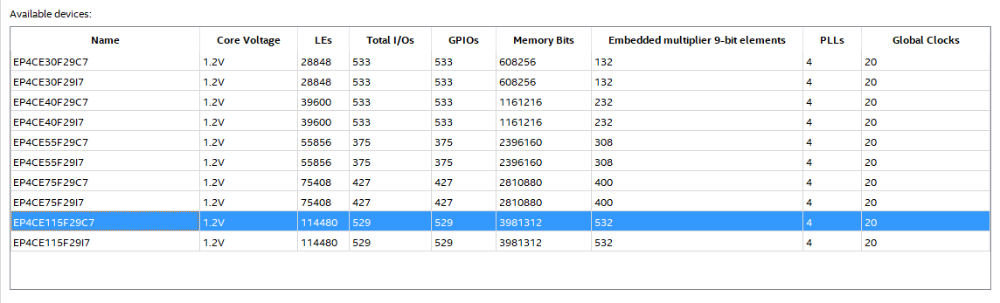 Available devices:
Name Core Voltage LEs Total I/Os GPIOs Memory Bits Embedded multiplier 9-bit elements PLLs Global Clocks
EP4CE30F29C7 1.2V 28848 533 533 608256 132 4 20
EP4CE30F29I7 1.2V 28848 533 533 608256 132 4 20
EP4CE40F29C7 1.2V 39600 533 533 1161216 232 4 20
EP4CE40F29I7 1.2V 39600 533 533 1161216 232 4 20
EP4CE55F29C7 1.2V 55856 375 375 2396160 308 4 20
EP4CE55F29I7 1.2V 55856 375 375 2396160 308 4 20
EP4CE75F29C7 1.2V 75408 427 427 2810880 400 4 20
EP4CE75F29I7 1.2V 75408 427 427 2810880 400 4 20
EP4CE115F29C7 1.2V 114480 529 529 3981312 532 4 20
EP4CE115F29I7 1.2V 114480 529 529 3981312 532 4 20